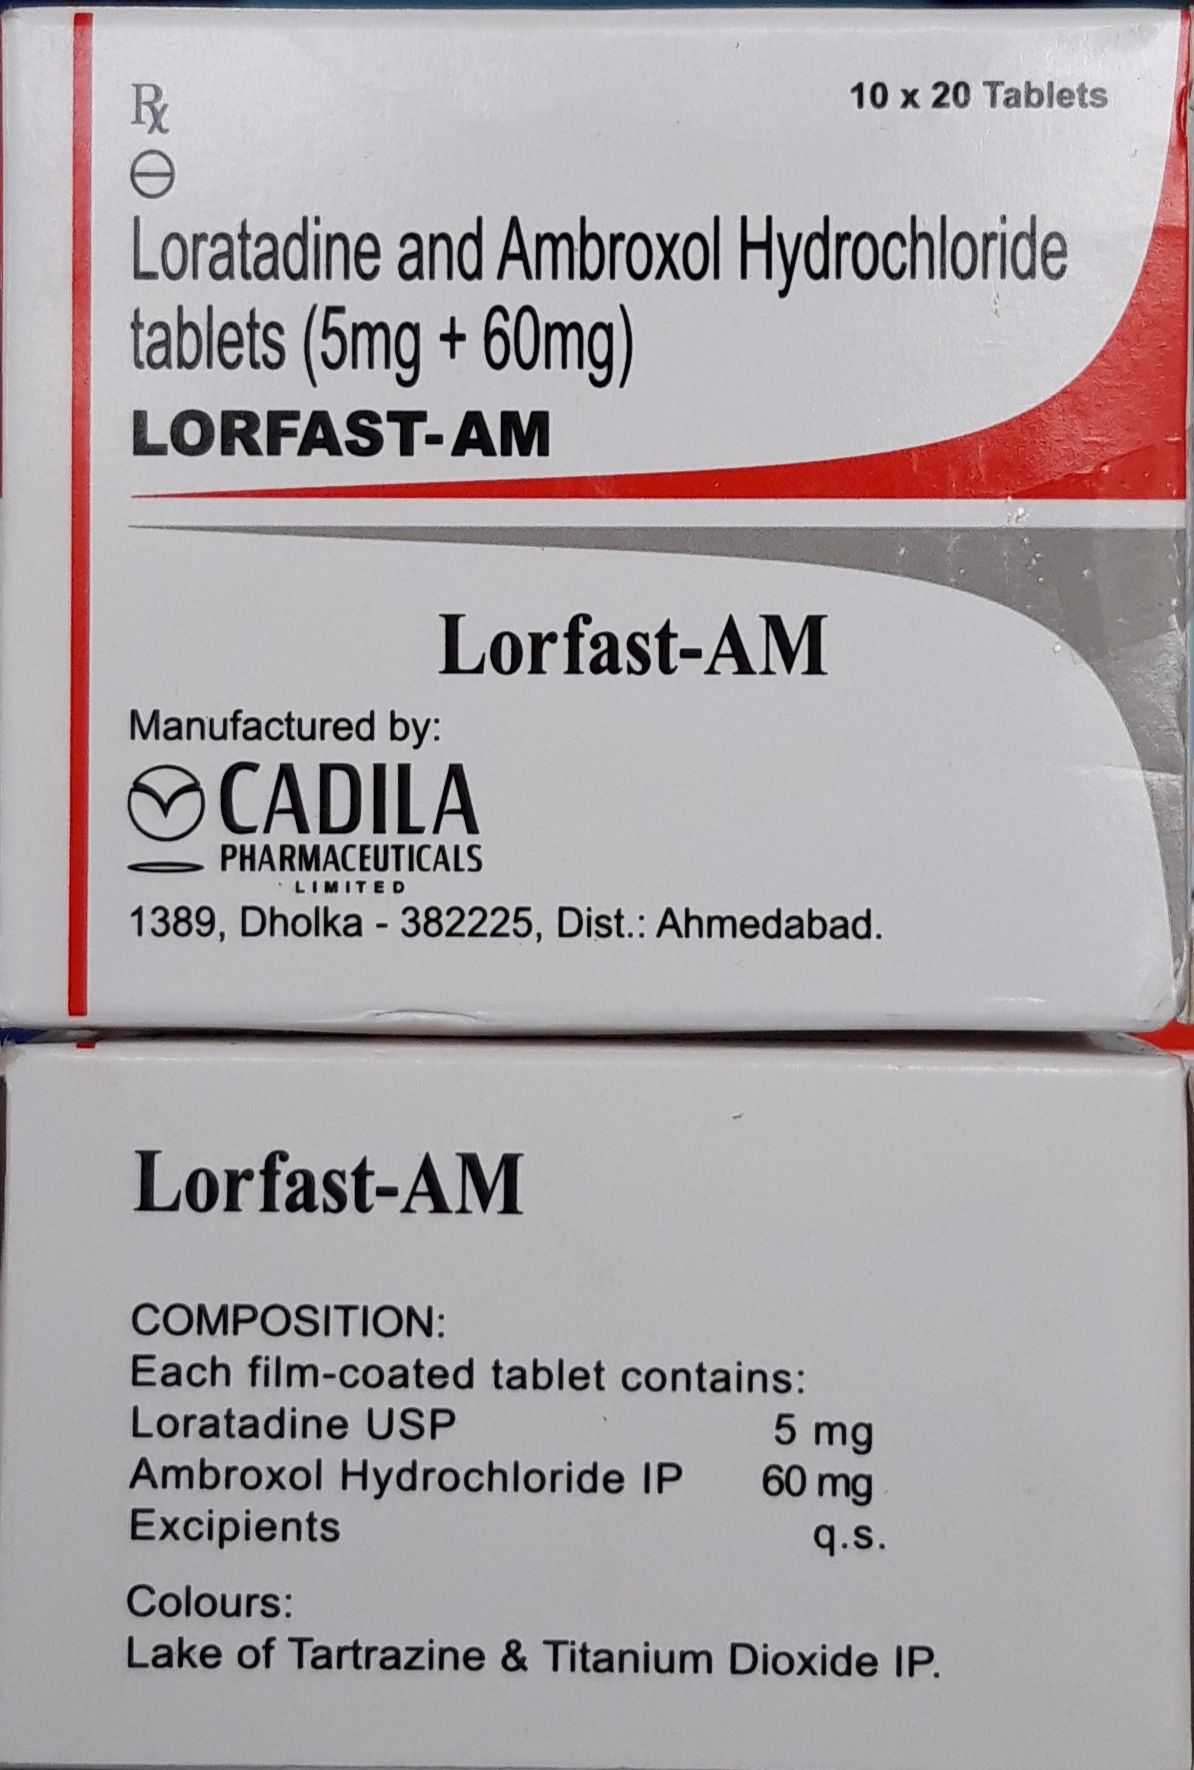 Rx
10 x 20 Tablets
Loratadine and Ambroxol Hydrochloride
tablets (5mg + 60mg)
LORFAST-AM
Lorfast-AM
Manufactured by:
CADILA
PHARMACEUTICALS
LIMITED
1389, Dholka - 382225, Dist.: Ahmedabad.
Lorfast-AM
COMPOSITION:
Each film-coated tablet contains:
Loratadine USP 5 mg
Ambroxol Hydrochloride IP 60 mg
Excipients q.s.
Colours:
Lake of Tartrazine & Titanium Dioxide IP.